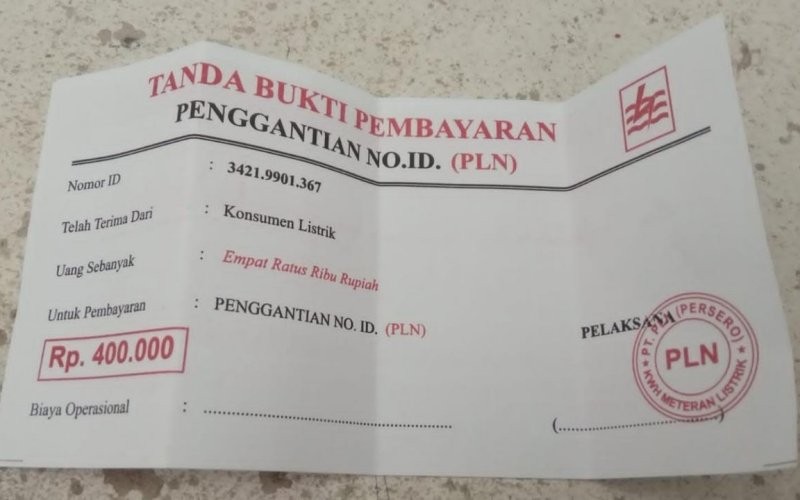 TANDA BUKTI PEMBAYARAN
PENGGANTIAN NO.ID. (PLN)
Nomor ID : 3421.9901.367
Telah Terima Dari : Konsumen Listrik
Uang Sebanyak : Empat Ratus Ribu Rupiah
Untuk Pembayaran : PENGGANTIAN NO. ID. (PLN)
Rp. 400.000
PELAKSANA
PT. PLN (PERSERO)
PLN
KWH METERAN LISTRIK
Biaya Operasional : ........................................................
(......................................)